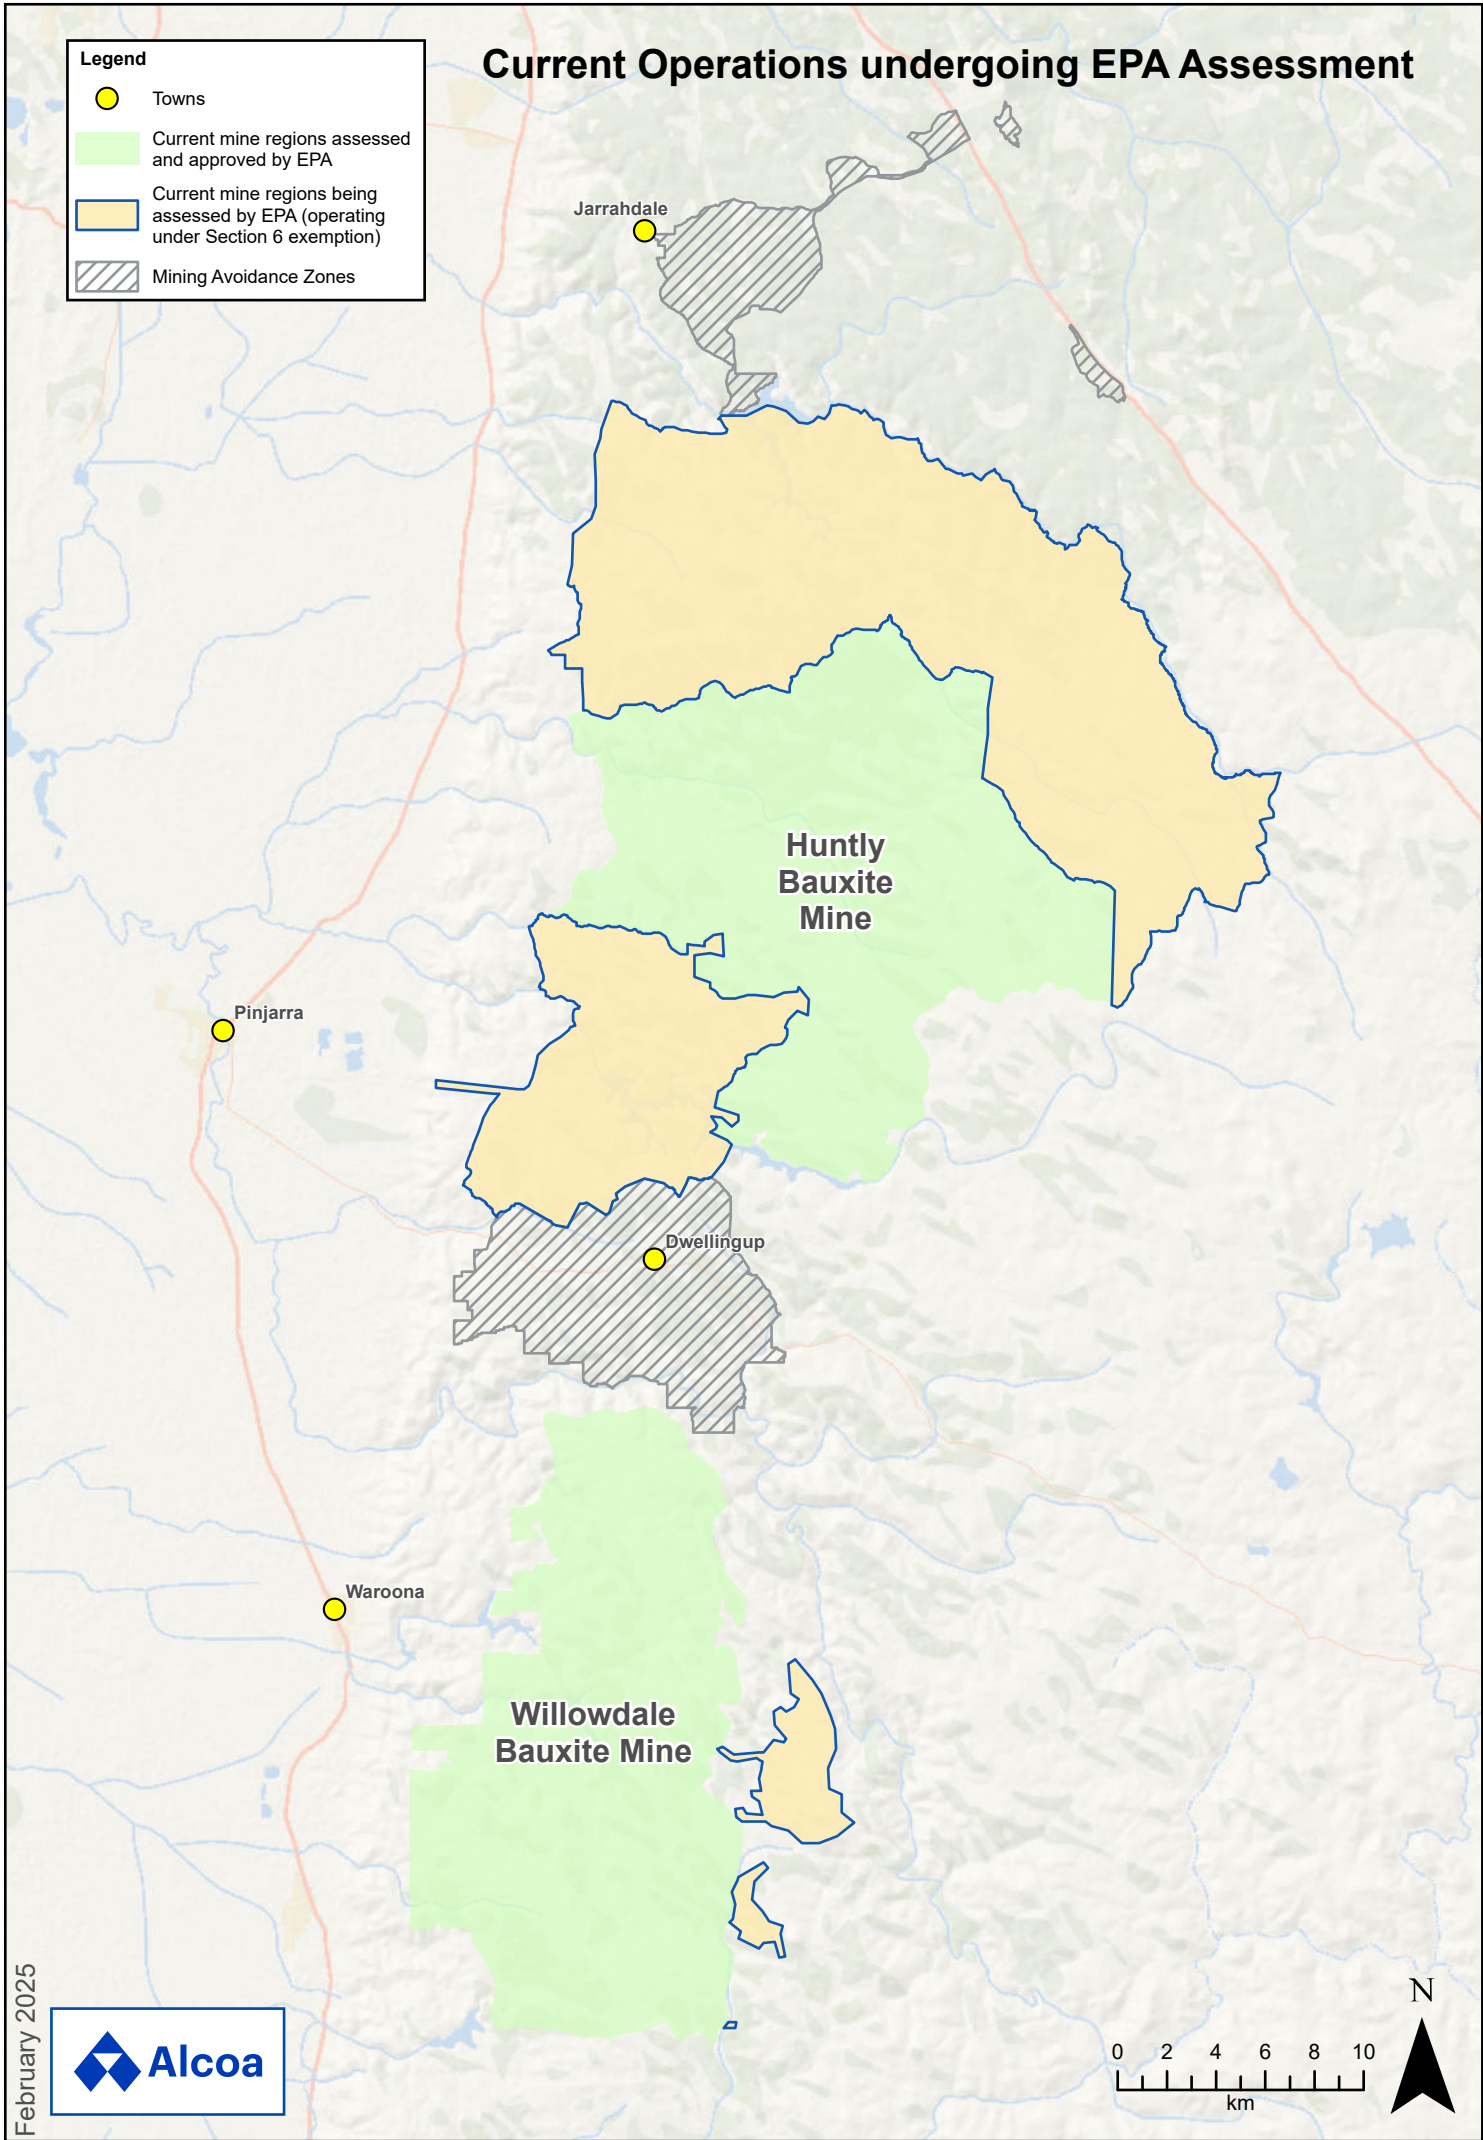 Current Operations undergoing EPA Assessment
Legend
Towns
Current mine regions assessed
and approved by EPA
Current mine regions being
assessed by EPA (operating
under Section 6 exemption)
Mining Avoidance Zones
Jarrahdale
Huntly
Bauxite
Mine
Pinjarra
Dwellingup
Waroona
Willowdale
Bauxite Mine
February 2025
Alcoa
N
0 2 4 6 8 10
km